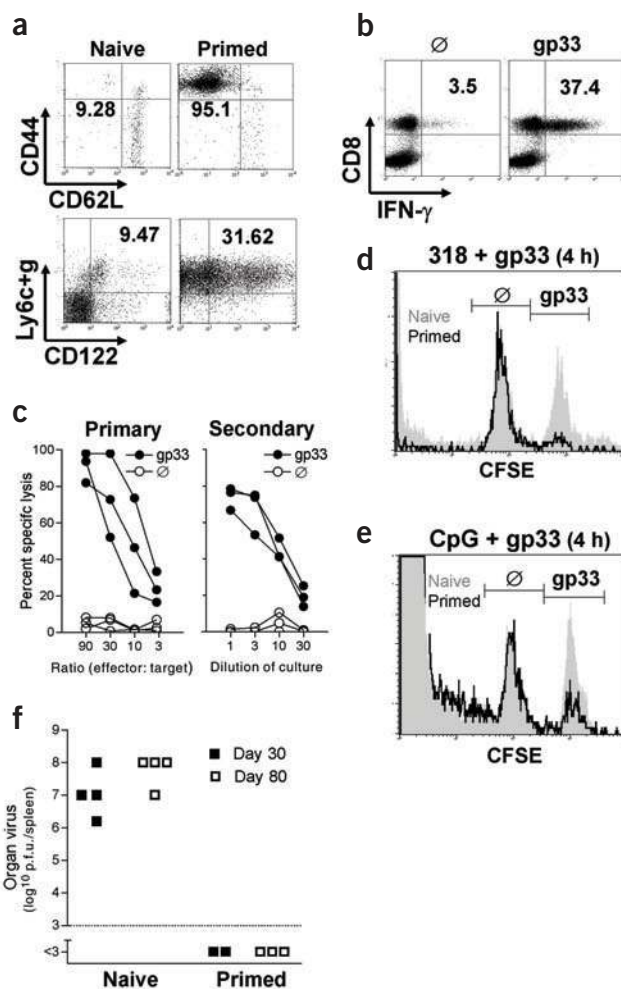 a
Naive Primed
9.28
95.1
CD44
CD62L
9.47
31.62
Ly6c+g
CD122
b
Ø gp33
3.5
37.4
CD8
IFN-γ
c
Primary Secondary
gp33
Ø
gp33
Ø
100
80
60
40
20
0
Percent specifc lysis
90 30 10 3
1 3 10 30
Ratio (effector: target)
Dilution of culture
d
318 + gp33 (4 h)
Ø gp33
Naive
Primed
CFSE
e
CpG + gp33 (4 h)
Ø gp33
Naive
Primed
CFSE
f
9
8
7
6
5
4
3
<3
Organ virus
(log10 p.f.u./spleen)
Day 30
Day 80
Naive Primed